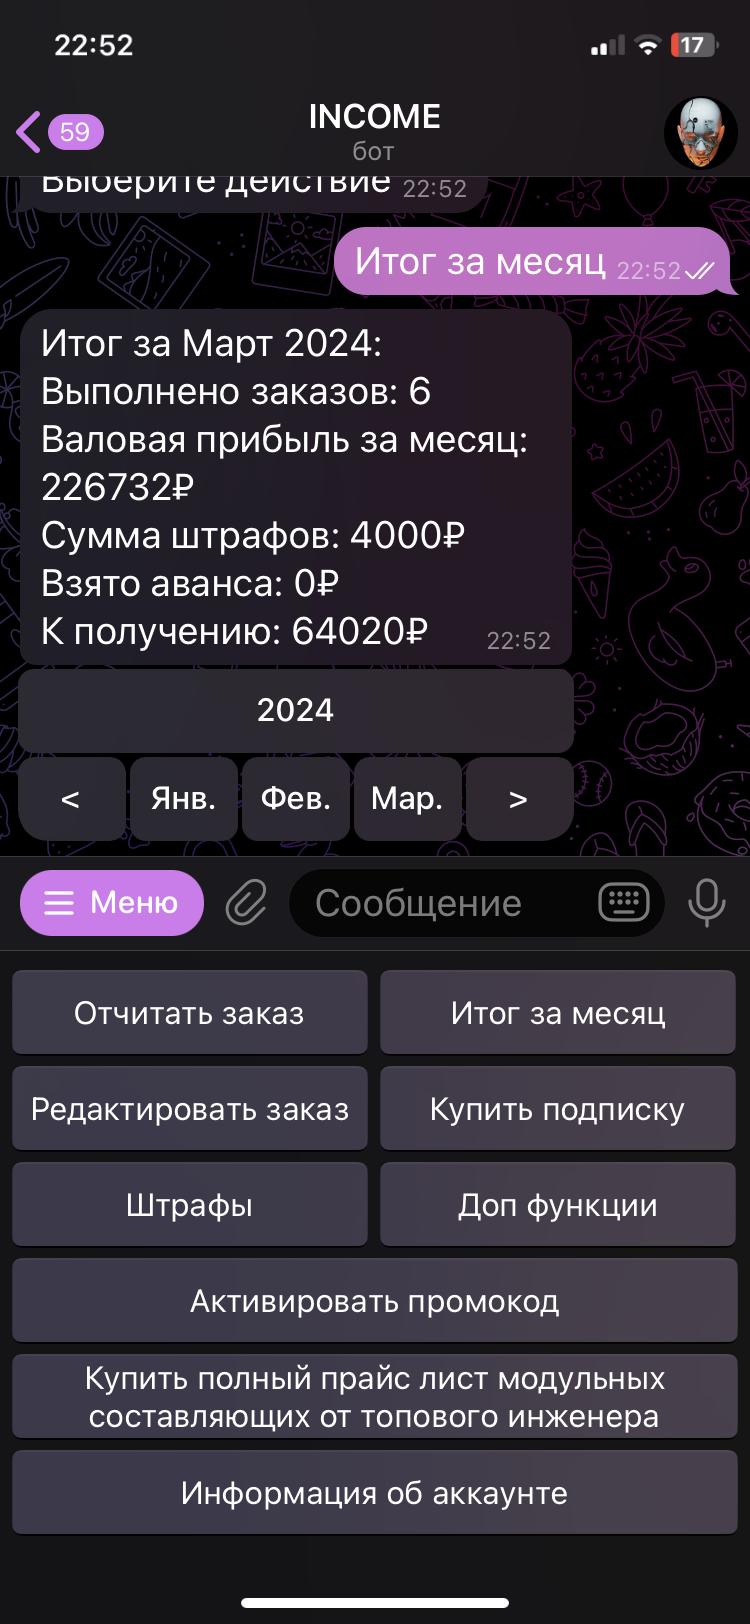 22:52
17
59
INCOME
бот
Выберите действие 22:52
Итог за месяц 22:52
Итог за Март 2024:
Выполнено заказов: 6
Валовая прибыль за месяц:
226732₽
Сумма штрафов: 4000₽
Взято аванса: 0₽
К получению: 64020₽ 22:52
2024
< Янв. Фев. Мар. >
Меню Сообщение
Отчитать заказ Итог за месяц
Редактировать заказ Купить подписку
Штрафы Доп функции
Активировать промокод
Купить полный прайс лист модульных
составляющих от топового инженера
Информация об аккаунте